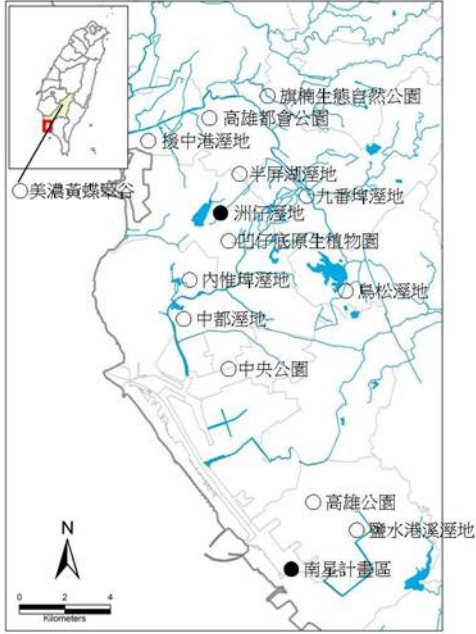 旗楠生態自然公園
高雄都會公園
援中港溼地
半屏湖溼地
美濃黃蝶翠谷
九番埤溼地
洲仔溼地
凹仔底原生植物園
內惟埤溼地
鳥松溼地
中都溼地
中央公園
高雄公園
鹽水港溪溼地
南星計畫區
N
0 2 4
Kilometers